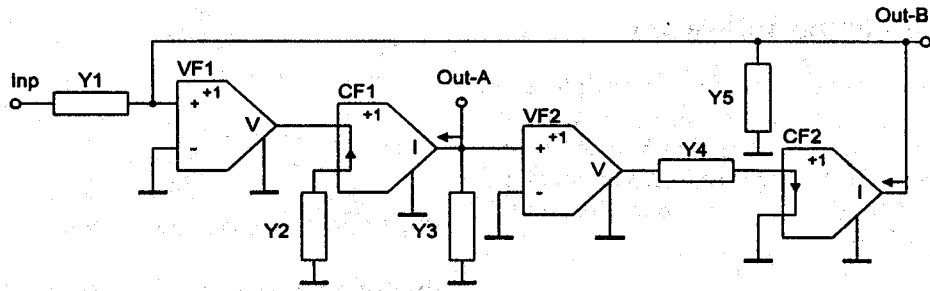 Out-B
Inp
Y1
VF1
+
+1
-
V
CF1
+1
I
Y2
Out-A
Y3
VF2
+
+1
-
V
Y4
Y5
CF2
+1
I